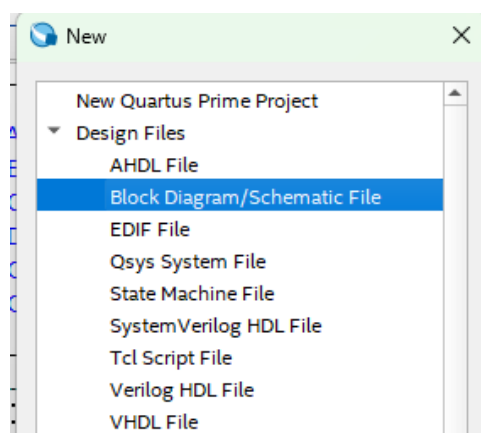 New
New Quartus Prime Project
Design Files
AHDL File
Block Diagram/Schematic File
EDIF File
Qsys System File
State Machine File
SystemVerilog HDL File
Tcl Script File
Verilog HDL File
VHDL File